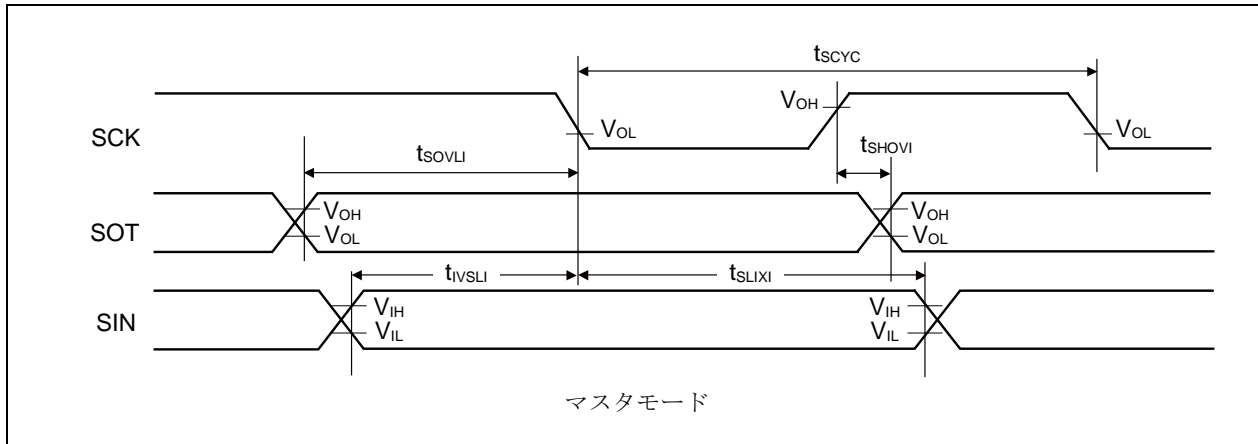 tSCYC
VOH
SCK
VOL
VOL
tSHOVI
tSOVLI
VOH
VOH
SOT
VOL
VOL
tIVSLI
tSLIXI
VIH
VIH
SIN
VIL
VIL
マスタモード